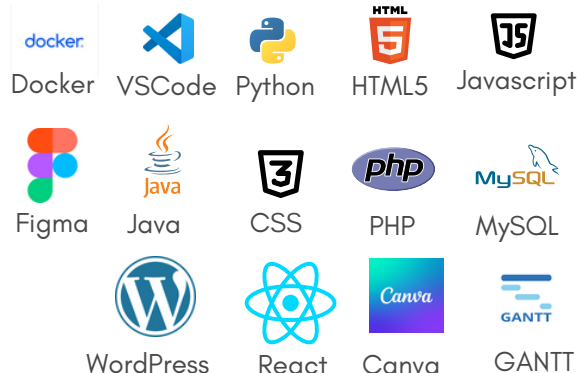 docker
Docker
VSCode
Python
HTML
5
HTML5
JS
Javascript
Figma
Java
Java
3
CSS
php
PHP
MySQL
MySQL
W
WordPress
React
Canva
Canva
GANTT
GANTT